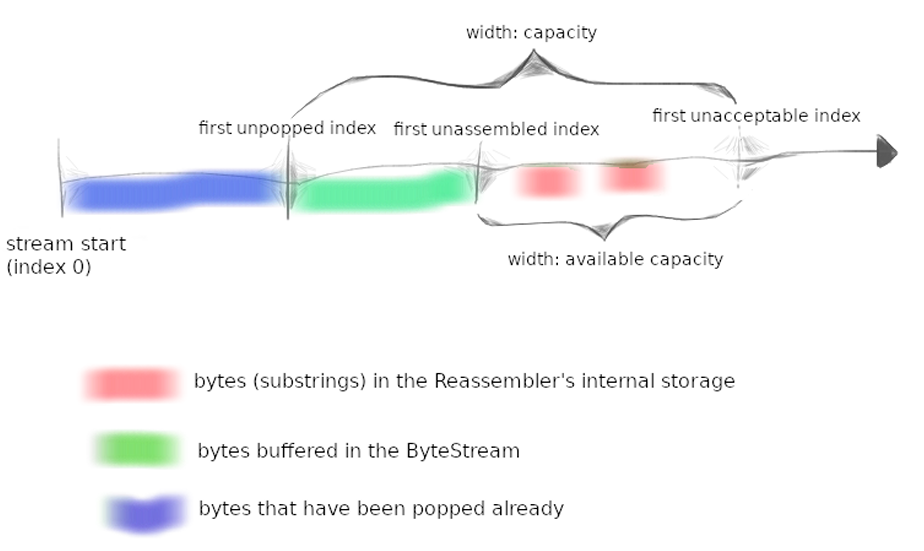 width: capacity
first unpopped index
first unassembled index
first unacceptable index
stream start
(index 0)
width: available capacity
bytes (substrings) in the Reassembler's internal storage
bytes buffered in the ByteStream
bytes that have been popped already